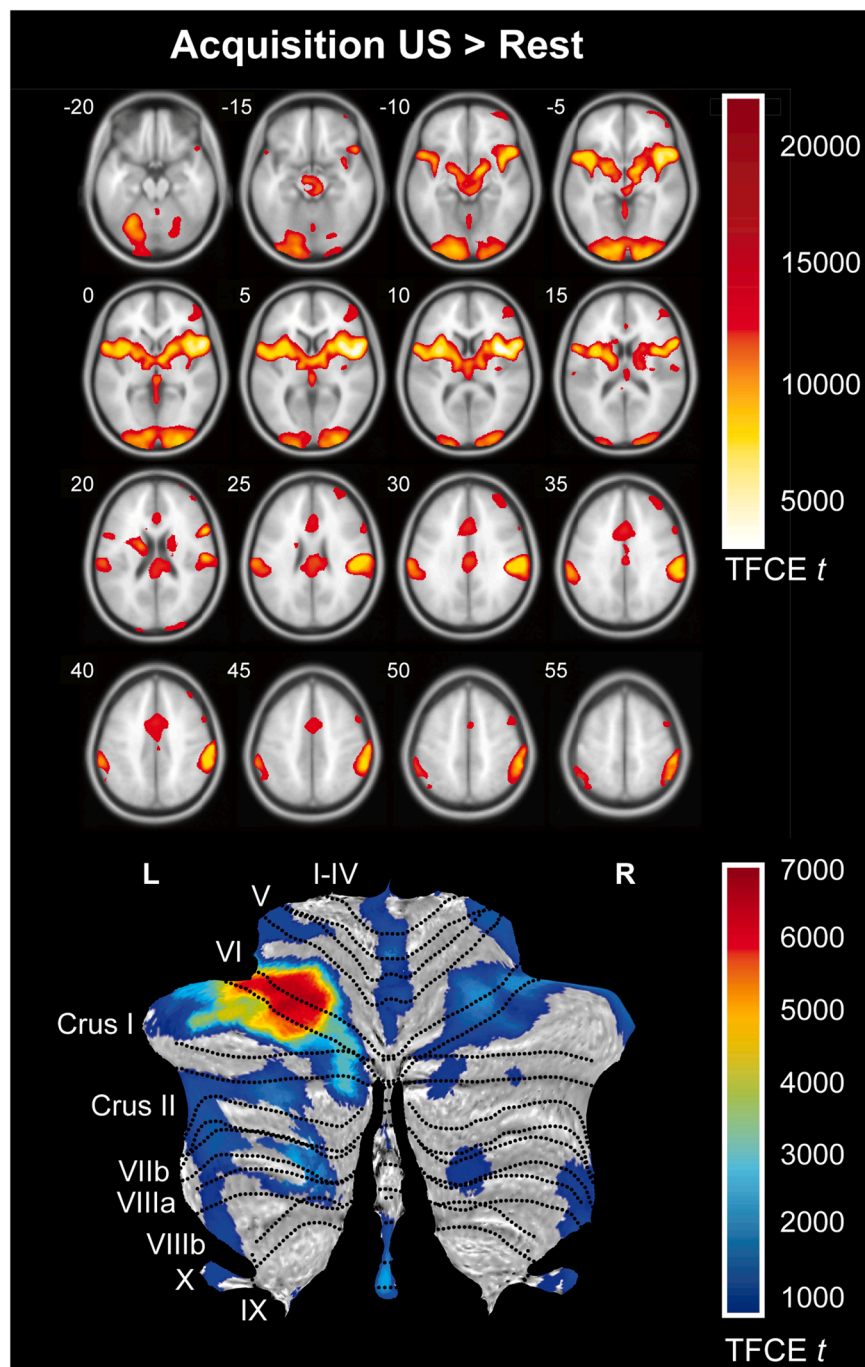 Acquisition US > Rest
-20 -15 -10 -5
0 5 10 15
20 25 30 35
40 45 50 55
20000
15000
10000
5000
TFCE t
L I-IV R
V
VI
Crus I
Crus II
VIIb
VIIIa
VIIIb
X
IX
7000
6000
5000
4000
3000
2000
1000
TFCE t